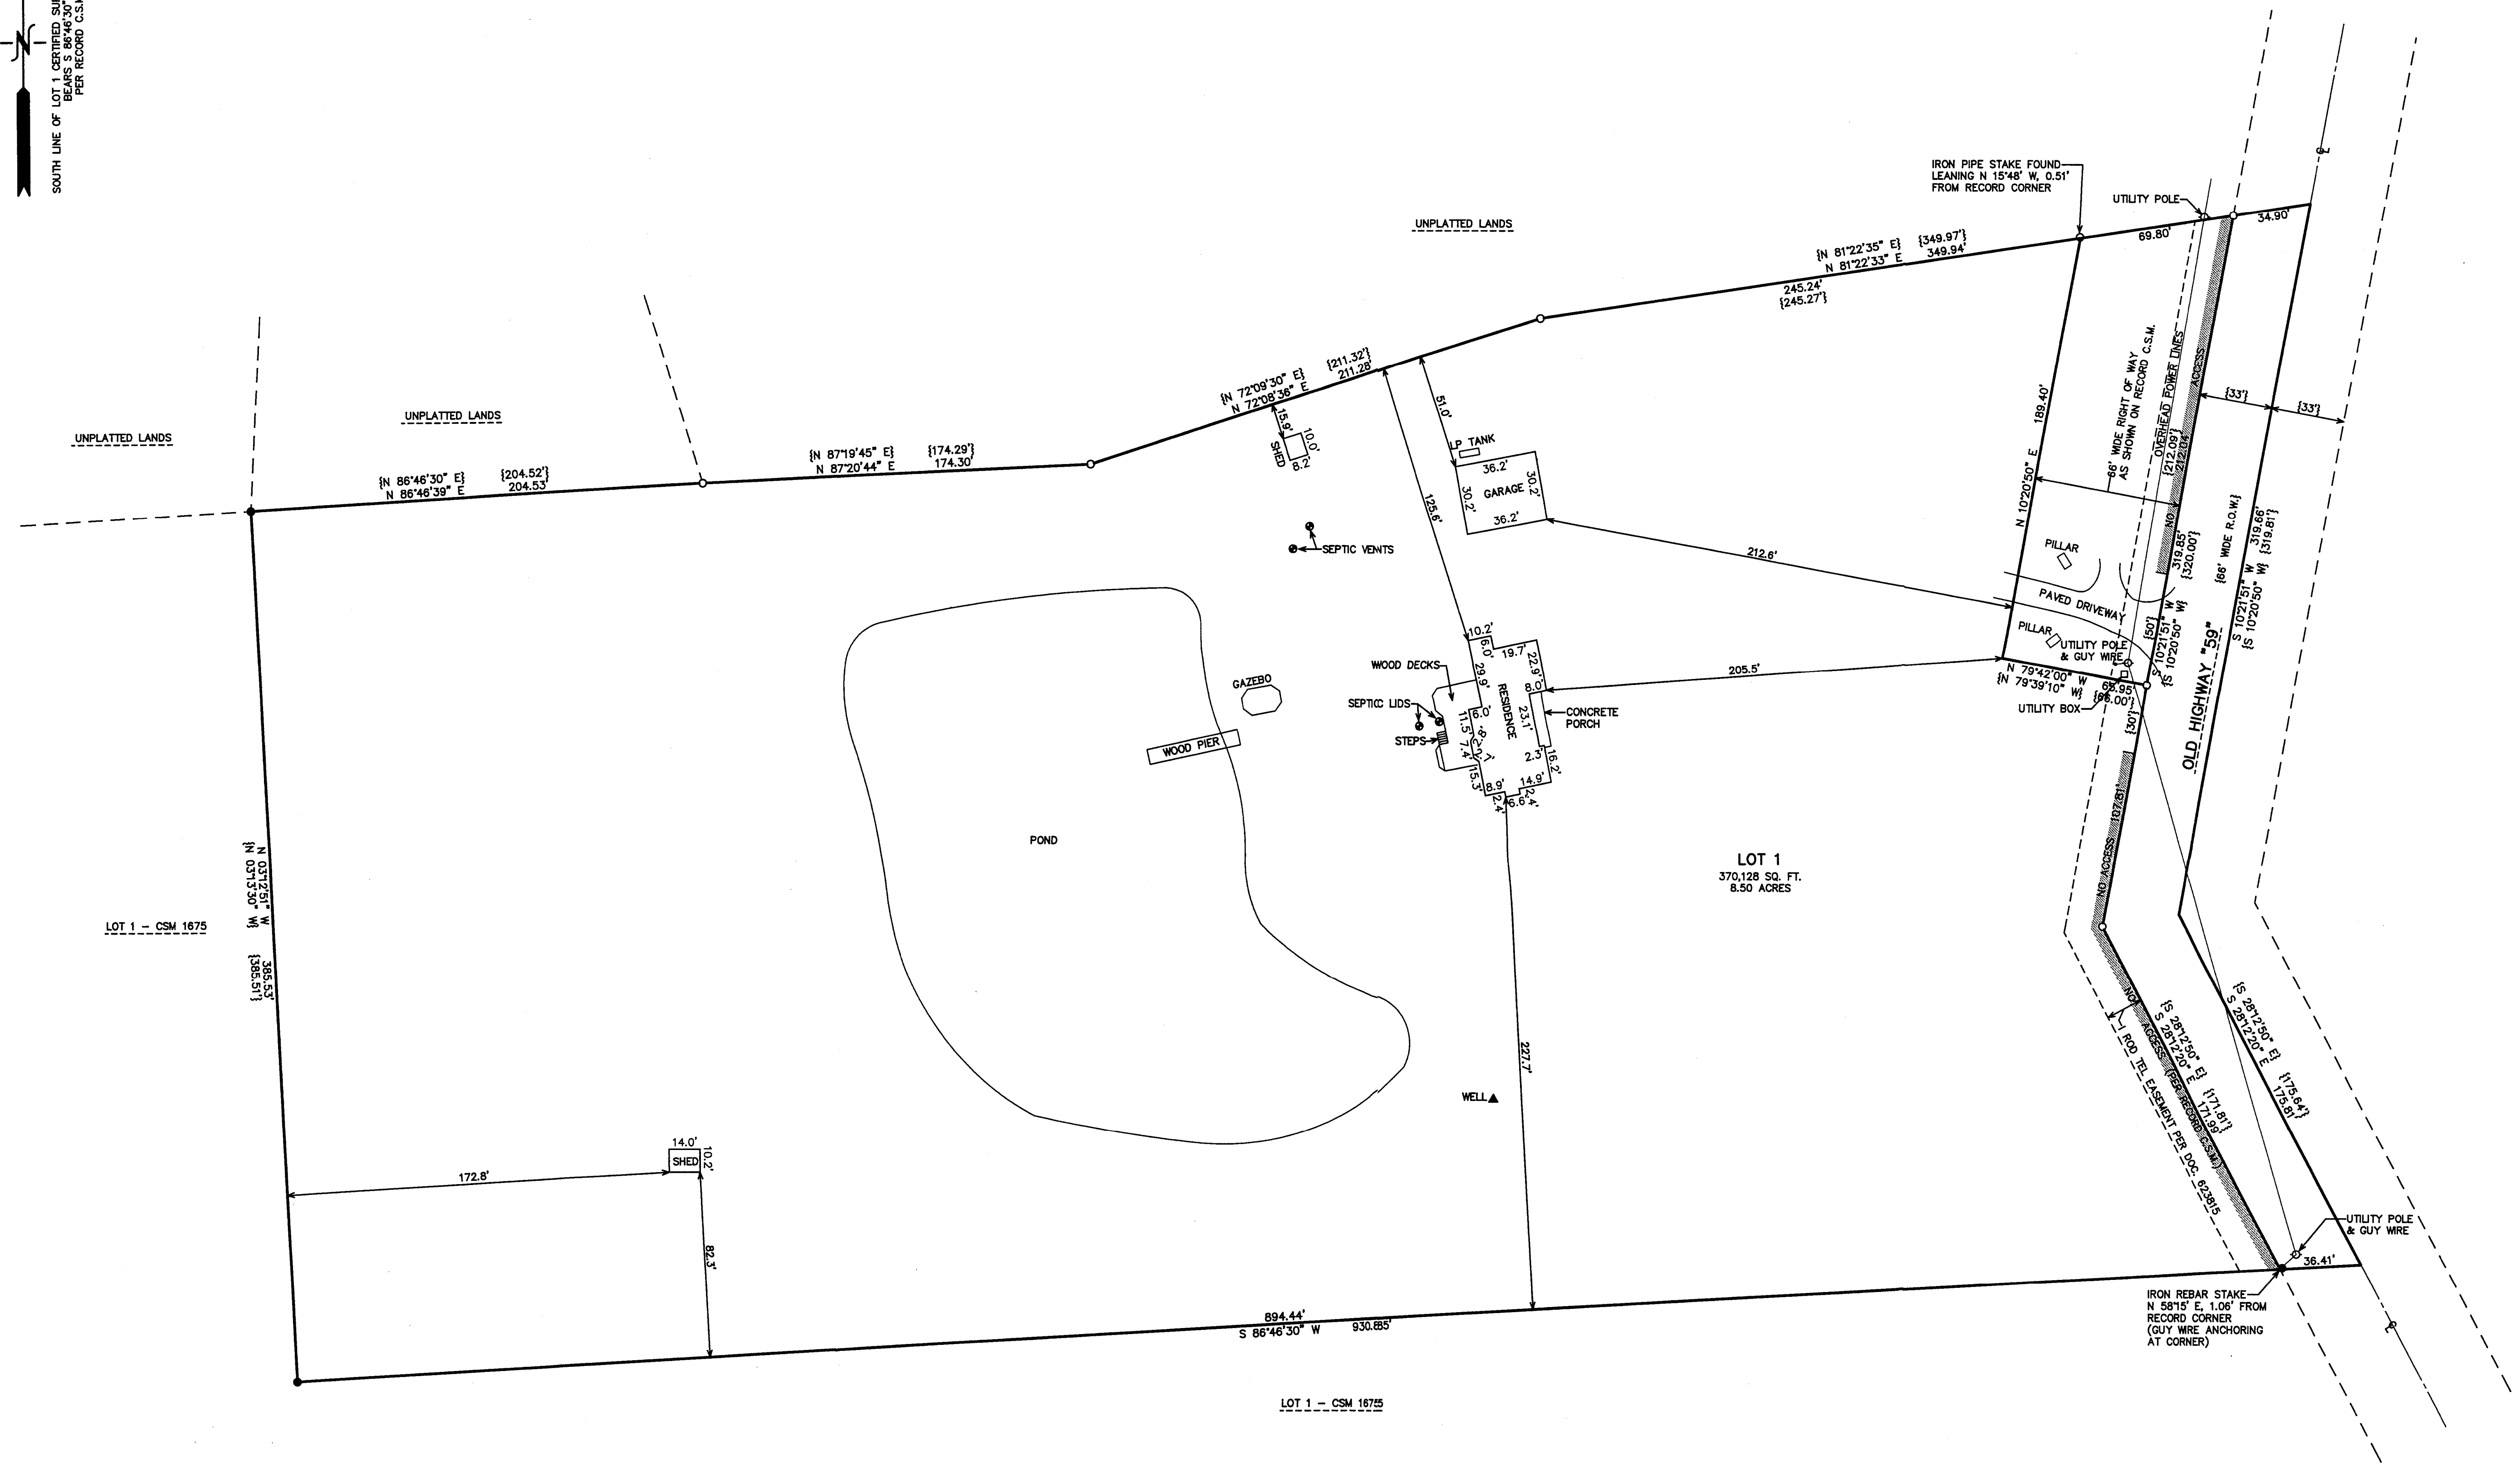 N
SOUTH LINE OF LOT 1 CERTIFIED
BEARS S 86°46'30"
PER RECORD
IRON PIPE STAKE FOUND
LEANING N 15°48' W, 0.51'
FROM RECORD CORNER
UTILITY POLE
34.90'
69.80'
UNPLATTED LANDS
{N 81°22'35" E} {349.97'}
N 81°22'33" E 349.94'
245.24'
{245.27'}
{N 72°09'30" E} {211.32'}
N 72°08'36" E 211.28'
UNPLATTED LANDS
UNPLATTED LANDS
{N 86°46'30" E} {204.52'}
N 86°46'39" E 204.53'
{N 87°19'45" E} {174.29'}
N 87°20'44" E 174.30'
15.9'
SHED
10.0'
8.2'
51.0'
LP TANK
36.2'
30.2'
GARAGE
30.2'
36.2'
125.6'
212.6'
SEPTIC VENTS
N 10°20'50" E 189.40'
66' WIDE RIGHT OF WAY
AS SHOWN ON RECORD C.S.M.
OVERHEAD POWER LINES
{212.09'}
212.04'
NO ACCESS
{33'}
{33'}
319.85'
{320.00'}
S 10°21'51" W
{S 10°20'50" W}
{66' WIDE R.O.W.}
S 10°21'51" W 319.66'
{S 10°20'50" W} {319.81'}
OLD HIGHWAY "59"
PILLAR
PAVED DRIVEWAY
PILLAR
{50'}
UTILITY POLE
& GUY WIRE
N 79°42'00" W 65.95'
{N 79°39'10" W} {66.00'}
UTILITY BOX
{30'}
10.2'
6.0'
19.7'
22.9'
29.9'
8.0'
WOOD DECKS
RESIDENCE
205.5'
GAZEBO
SEPTIC LIDS
6.0'
11.5'
23.1'
CONCRETE
PORCH
STEPS
7.4'
2.8'
2.3'
16.2'
15.3'
8.9'
14.9'
2.4'
6.6'
2.4'
WOOD PIER
POND
LOT 1
370,128 SQ. FT.
8.50 ACRES
NO ACCESS 107.81'
N 03°12'51" W 385.53'
{N 03°13'30" W} {385.51'}
LOT 1 - CSM 1675
227.7'
WELL
NO ACCESS (PER RECORD C.S.M.)
1 ROD TEL EASEMENT PER DOC. 623815
{S 28°12'50" E} {171.81'}
S 28°12'20" E 171.99'
{S 28°12'50" E} {175.64'}
S 28°12'20" E 175.81'
14.0'
SHED
10.2'
172.8'
82.3'
UTILITY POLE
& GUY WIRE
36.41'
IRON REBAR STAKE
N 58°15' E, 1.06' FROM
RECORD CORNER
(GUY WIRE ANCHORING
AT CORNER)
894.44'
S 86°46'30" W 930.85'
LOT 1 - CSM 1675